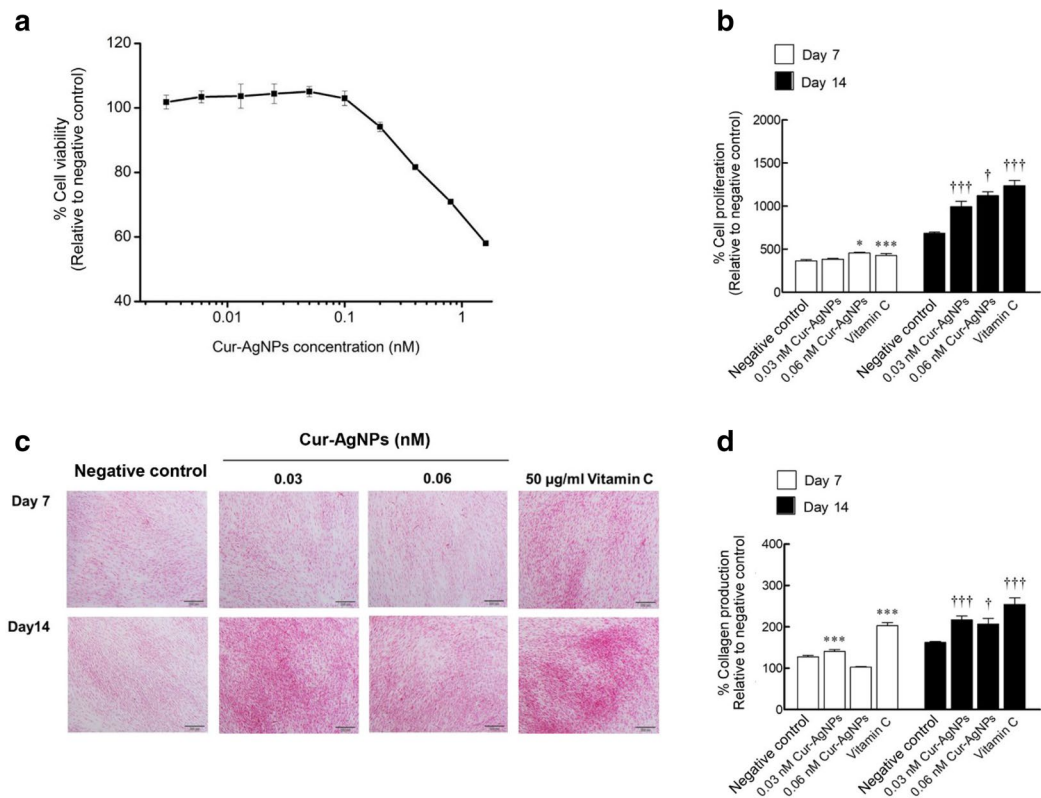 a
120
100
80
60
40
% Cell viability
(Relative to negative control)
0.01
0.1
1
Cur-AgNPs concentration (nM)
b
Day 7
Day 14
2000
1500
1000
500
0
% Cell proliferation
(Relative to negative control)
* *** ††† † †††
Negative control
0.03 nM Cur-AgNPs
0.06 nM Cur-AgNPs
Vitamin C
Negative control
0.03 nM Cur-AgNPs
0.06 nM Cur-AgNPs
Vitamin C
c
Cur-AgNPs (nM)
Negative control
0.03
0.06
50 µg/ml Vitamin C
Day 7
Day14
d
Day 7
Day 14
400
300
200
100
0
% Collagen production
Relative to negative control
*** *** ††† † †††
Negative control
0.03 nM Cur-AgNPs
0.06 nM Cur-AgNPs
Vitamin C
Negative control
0.03 nM Cur-AgNPs
0.06 nM Cur-AgNPs
Vitamin C